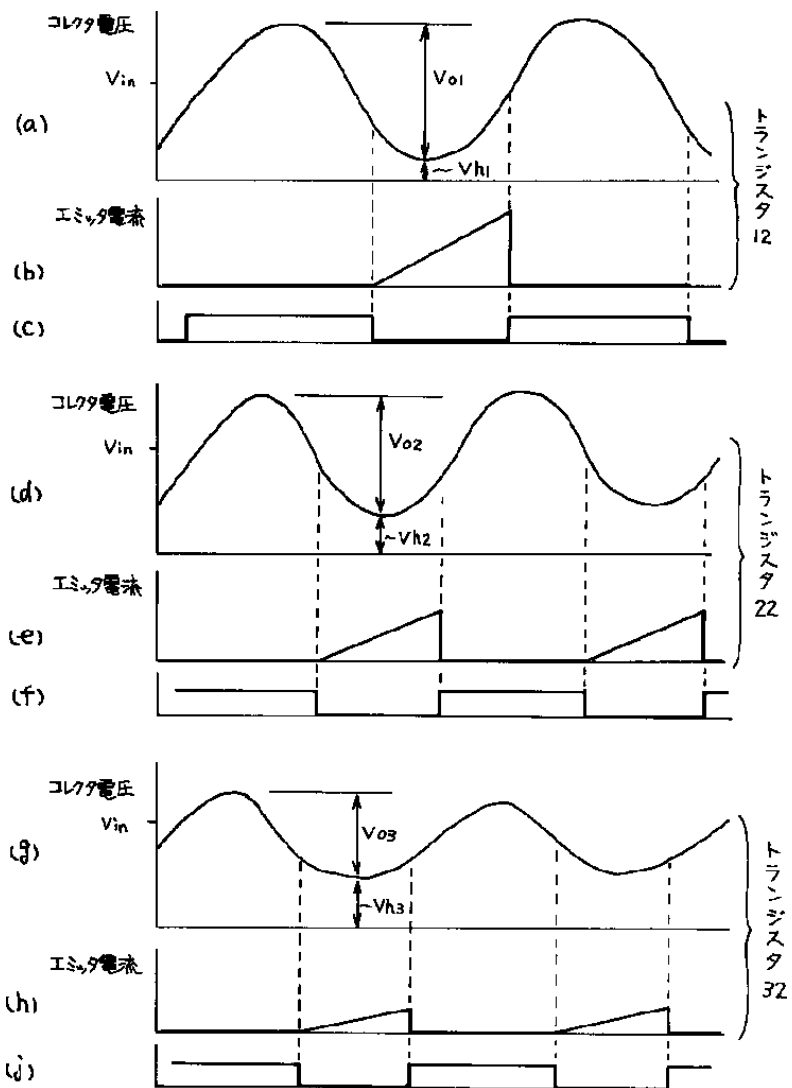 コレクタ電圧
Vin
Vo1
(a)
~Vh1
エミッタ電流
(b)
(c)
トランジスタ12
コレクタ電圧
Vin
Vo2
(d)
~Vh2
エミッタ電流
(e)
(f)
トランジスタ22
コレクタ電圧
Vin
Vo3
(g)
~Vh3
エミッタ電流
(h)
(j)
トランジスタ32